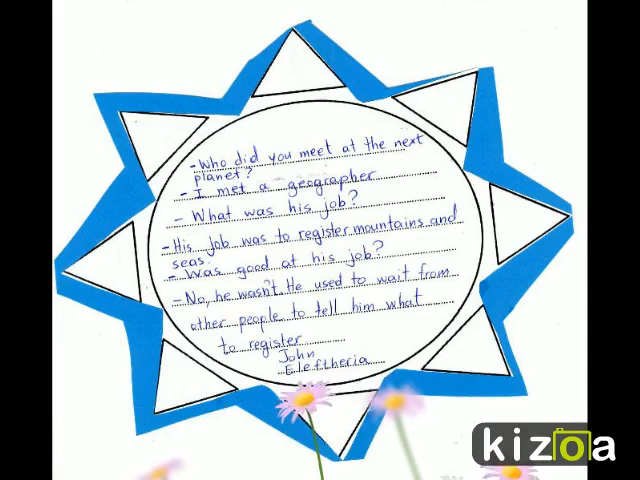 - Who did you meet at the next
planet?
- I met a geographer
- What was his job?
- His job was to register mountains and
seas.
- Was good at his job?
- No, he wasn't. He used to wait from
other people to tell him what
to register
John
Eleftheria
kizoa